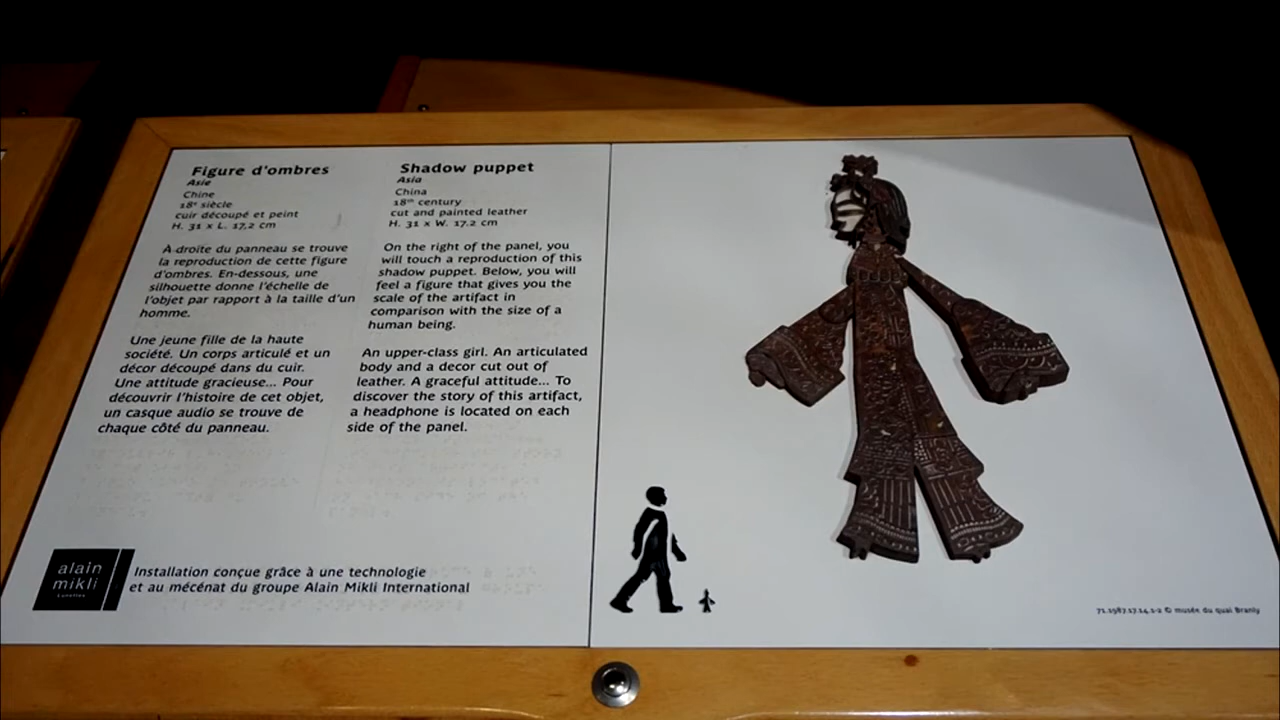 Figure d'ombres
Asie
Chine
18e siècle
cuir découpé et peint
H. 31 x L. 17,2 cm
À droite du panneau se trouve
la reproduction de cette figure
d'ombres. En-dessous, une
silhouette donne l'échelle de
l'objet par rapport à la taille d'un
homme.
Une jeune fille de la haute
société. Un corps articulé et un
décor découpé dans du cuir.
Une attitude gracieuse... Pour
découvrir l'histoire de cet objet,
un casque audio se trouve de
chaque côté du panneau.
Shadow puppet
Asia
China
18th century
cut and painted leather
H. 31 x W. 17.2 cm
On the right of the panel, you
will touch a reproduction of this
shadow puppet. Below, you will
feel a figure that gives you the
scale of the artifact in
comparison with the size of a
human being.
An upper-class girl. An articulated
body and a decor cut out of
leather. A graceful attitude... To
discover the story of this artifact,
a headphone is located on each
side of the panel.
alain
mikli
Installation conçue grâce à une technologie
et au mécénat du groupe Alain Mikli International
71.1987.17.14.1-2 © musée du quai Branly